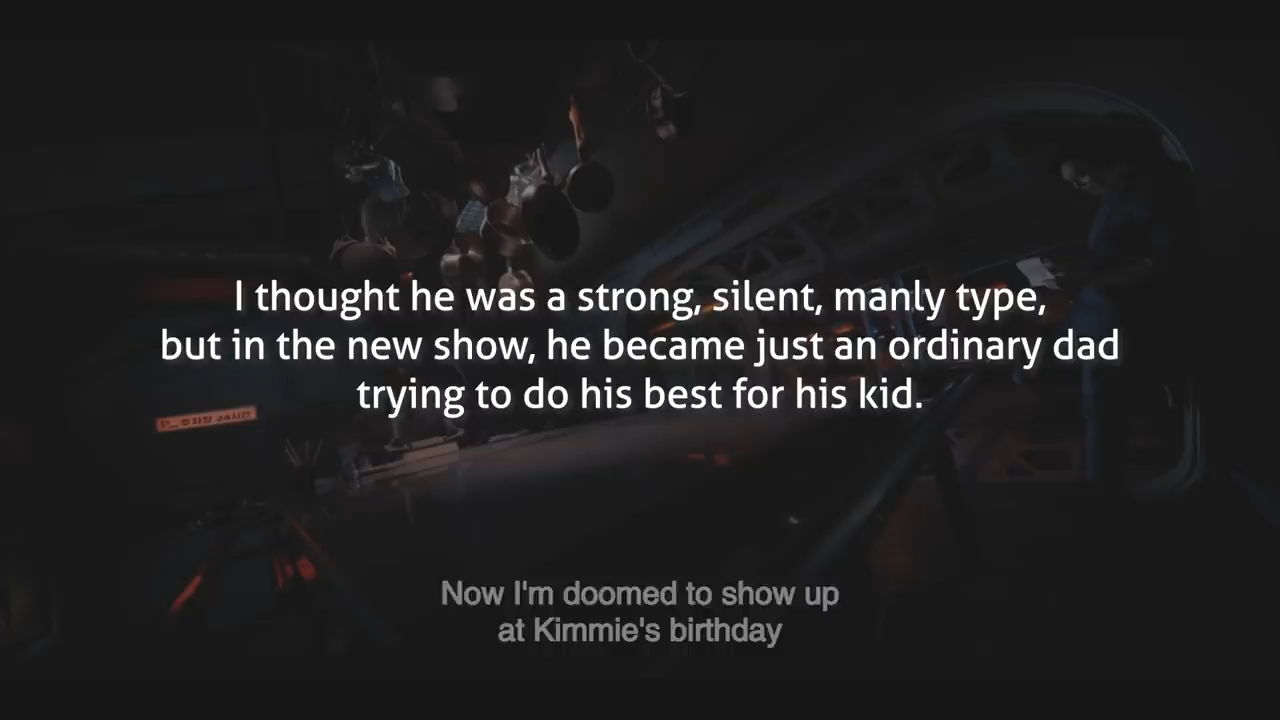 I thought he was a strong, silent, manly type,
but in the new show, he became just an ordinary dad
trying to do his best for his kid.
Now I'm doomed to show up
at Kimmie's birthday